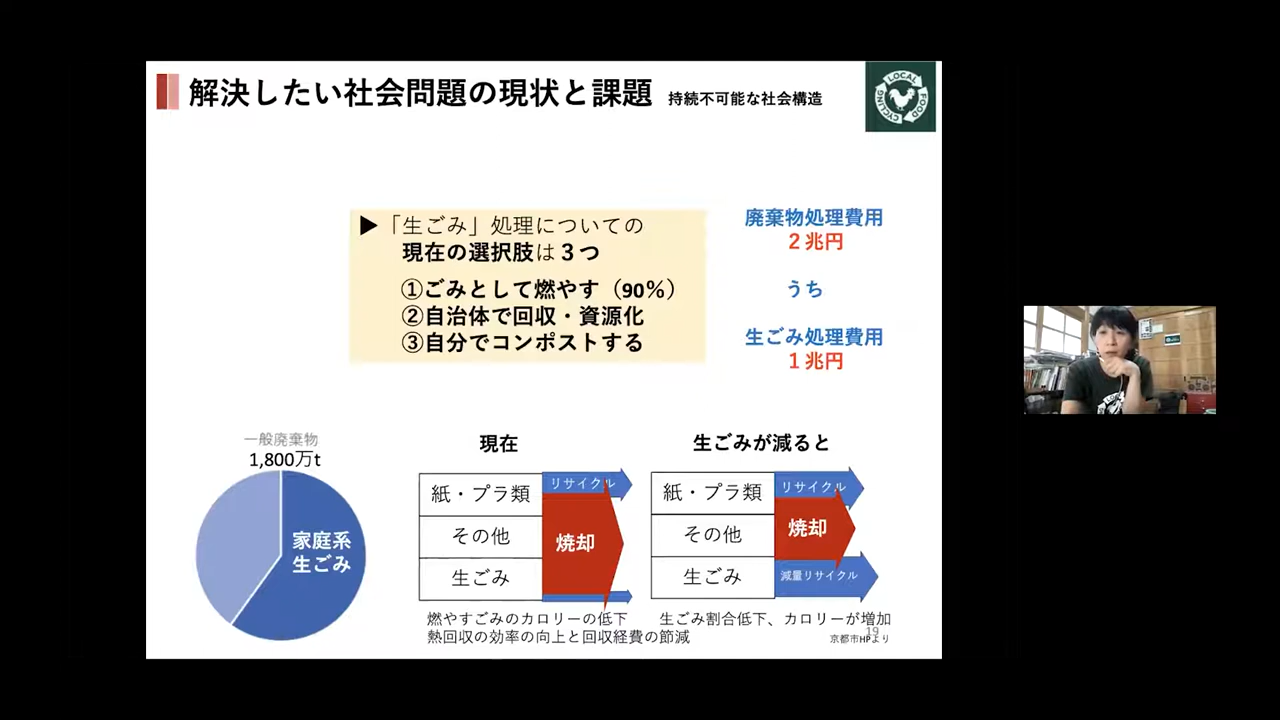 解決したい社会問題の現状と課題 持続不可能な社会構造
LOCAL FOOD CYCLING
▶「生ごみ」処理についての
現在の選択肢は３つ
①ごみとして燃やす（90％）
②自治体で回収・資源化
③自分でコンポストする
廃棄物処理費用
２兆円
うち
生ごみ処理費用
１兆円
一般廃棄物
1,800万t
家庭系
生ごみ
現在
紙・プラ類
その他
生ごみ
リサイクル
焼却
燃やすごみのカロリーの低下
熱回収の効率の向上と回収経費の節減
生ごみが減ると
紙・プラ類
その他
生ごみ
リサイクル
焼却
減量リサイクル
生ごみ割合低下、カロリーが増加
19
京都市HPより